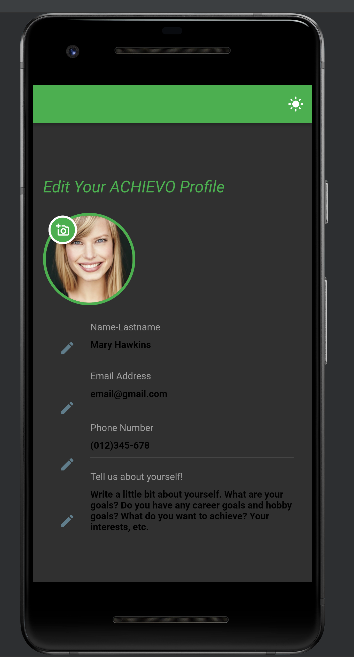 Edit Your ACHIEVO Profile
Name-Lastname
Mary Hawkins
Email Address
email@gmail.com
Phone Number
(012)345-678
Tell us about yourself!
Write a little bit about yourself. What are your
goals? Do you have any career goals and hobby
goals? What do you want to achieve? Your
interests, etc.